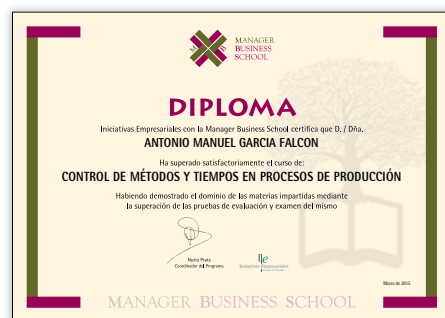 M B S
MANAGER
BUSINESS
SCHOOL
DIPLOMA
Iniciativas Empresariales con la Manager Business School certifica que D. / Dña.
ANTONIO MANUEL GARCIA FALCON
Ha superado satisfactoriamente el curso de:
CONTROL DE MÉTODOS Y TIEMPOS EN PROCESOS DE PRODUCCIÓN
Habiendo demostrado el dominio de las materias impartidas mediante
la superación de las pruebas de evaluación y examen del mismo
Nuria Prats
Coordinador del Programa
Iniciativas Empresariales
Marzo de 2015
MANAGER BUSINESS SCHOOL